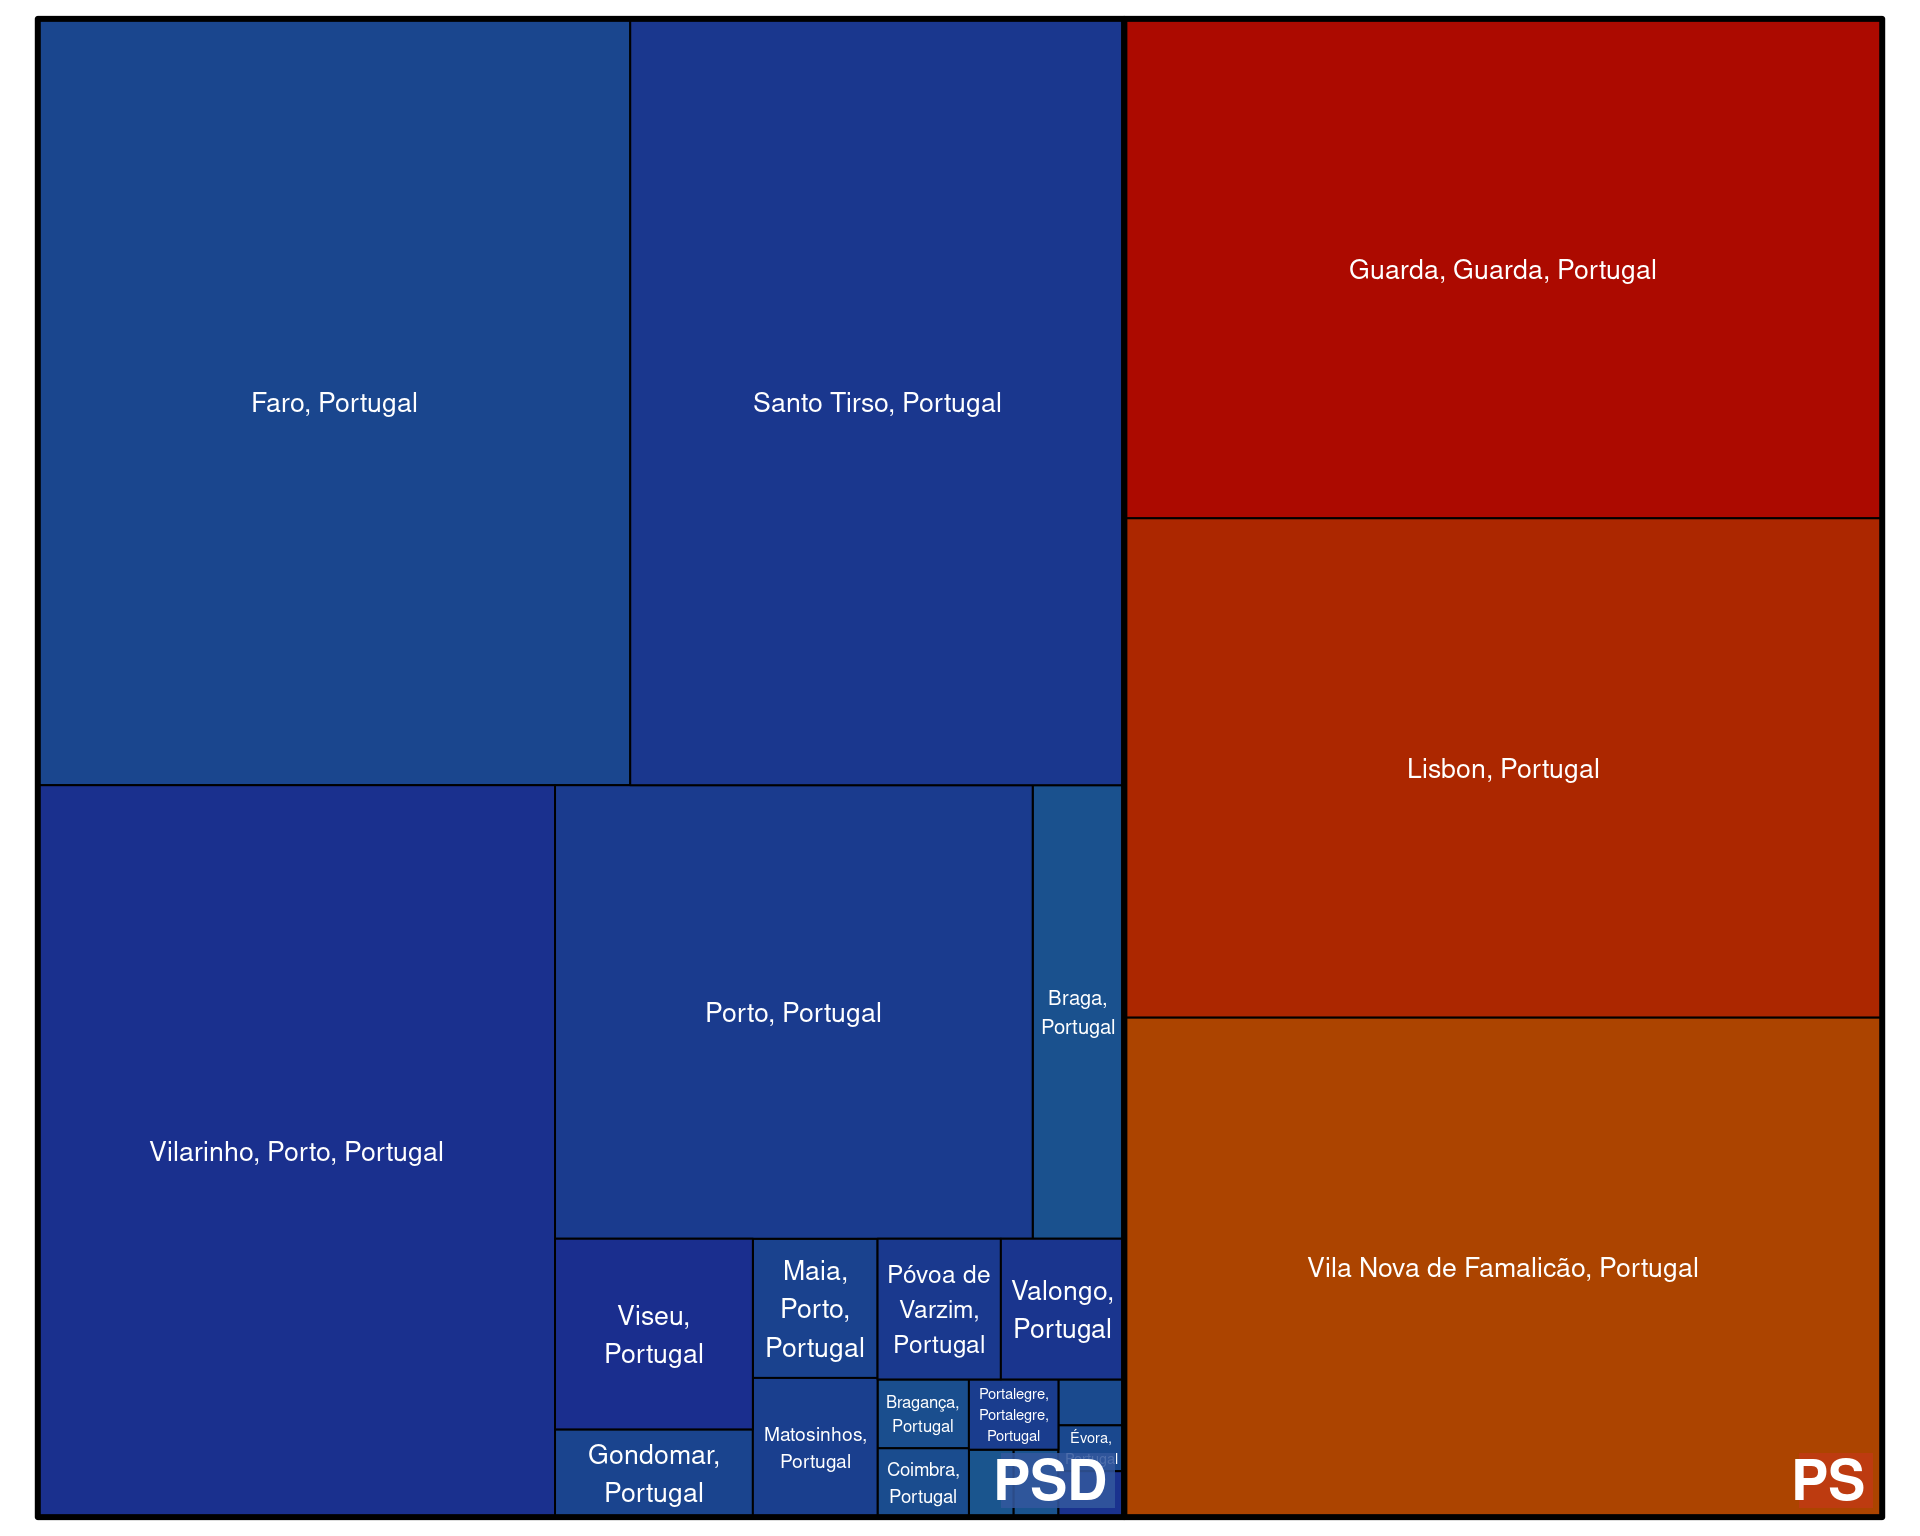 Faro, Portugal
Santo Tirso, Portugal
Guarda, Guarda, Portugal
Lisbon, Portugal
Vilarinho, Porto, Portugal
Porto, Portugal
Braga,
Portugal
Vila Nova de Famalicão, Portugal
Viseu,
Portugal
Maia,
Porto,
Portugal
Póvoa de
Varzim,
Portugal
Valongo,
Portugal
Gondomar,
Portugal
Matosinhos,
Portugal
Bragança,
Portugal
Portalegre,
Portalegre,
Portugal
Coimbra,
Portugal
Évora,
Portugal
PSD
PS